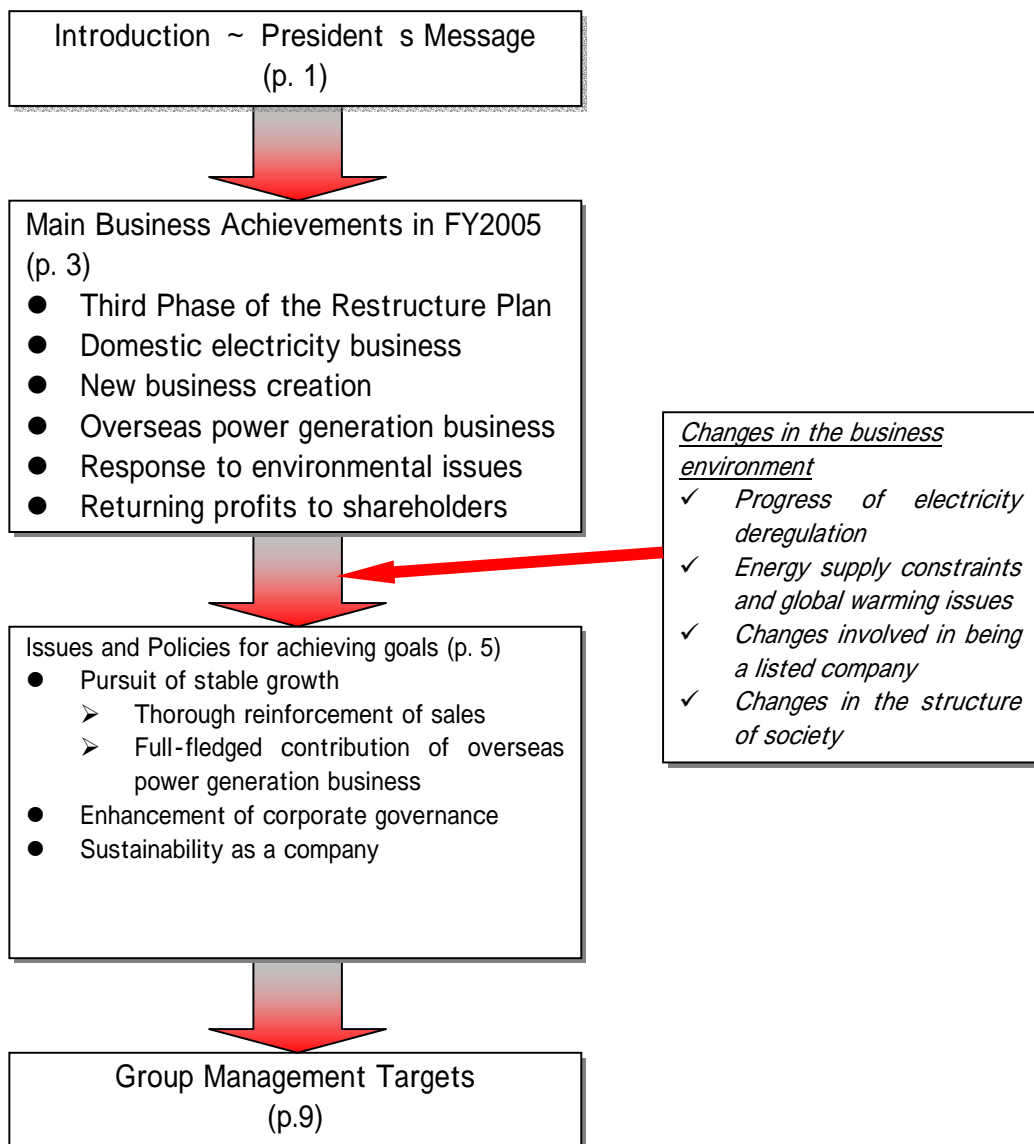 Introduction ~ President s Message
(p. 1)
Main Business Achievements in FY2005
(p. 3)
● Third Phase of the Restructure Plan
● Domestic electricity business
● New business creation
● Overseas power generation business
● Response to environmental issues
● Returning profits to shareholders
Changes in the business
environment
✓ Progress of electricity
deregulation
✓ Energy supply constraints
and global warming issues
✓ Changes involved in being
a listed company
✓ Changes in the structure
of society
Issues and Policies for achieving goals (p. 5)
● Pursuit of stable growth
➢ Thorough reinforcement of sales
➢ Full-fledged contribution of overseas
power generation business
● Enhancement of corporate governance
● Sustainability as a company
Group Management Targets
(p.9)